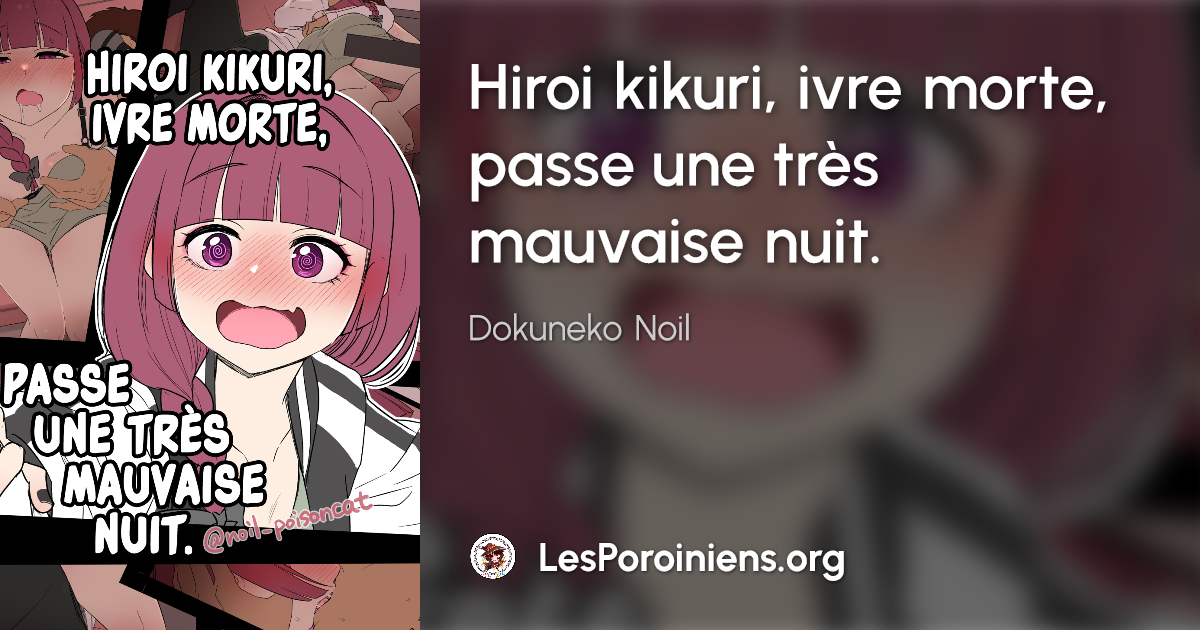 HIROI KIKURI,
IVRE MORTE,
PASSE
UNE TRÈS
MAUVAISE
NUIT.
@noil-poisoncat
Hiroi kikuri, ivre morte,
passe une très
mauvaise nuit.
Dokuneko Noil
LesPoroiniens.org